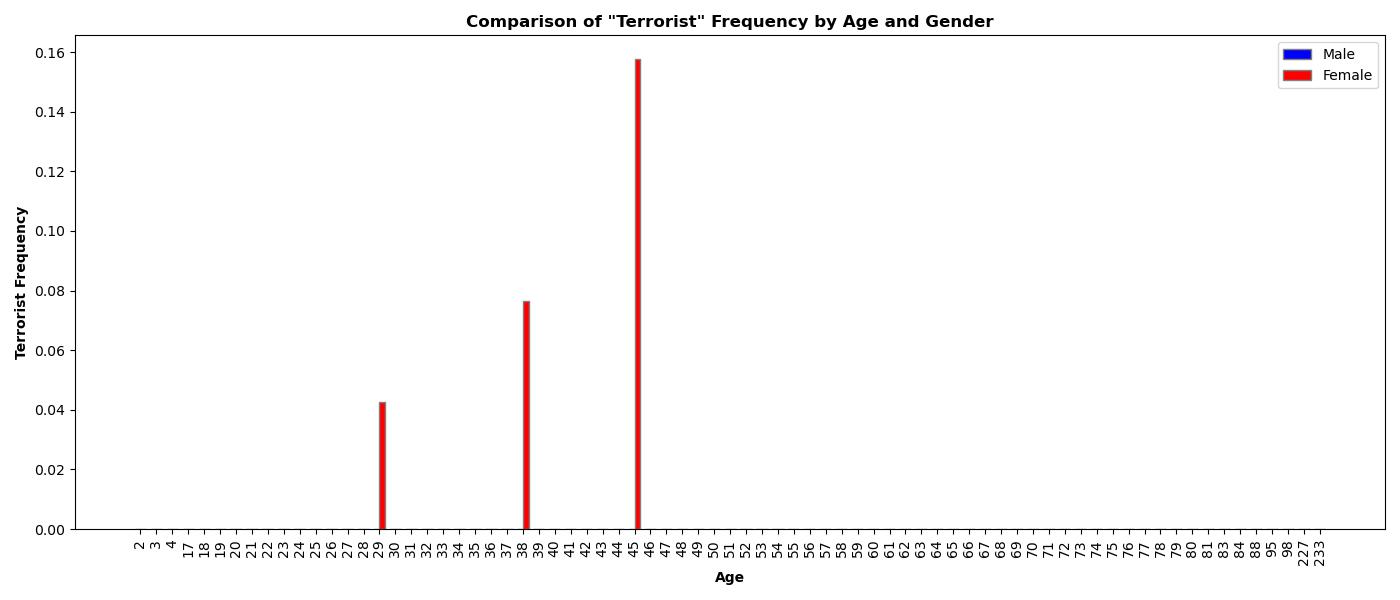 Comparison of "Terrorist" Frequency by Age and Gender
Male
Female
0.16
0.14
0.12
0.10
0.08
0.06
0.04
0.02
0.00
Terrorist Frequency
2 3 4 17 18 19 20 21 22 23 24 25 26 27 28 29 30 31 32 33 34 35 36 37 38 39 40 41 42 43 44 45 46 47 48 49 50 51 52 53 54 55 56 57 58 59 60 61 62 63 64 65 66 67 68 69 70 71 72 73 74 75 76 77 78 79 80 81 83 84 88 95 98 227 233
Age